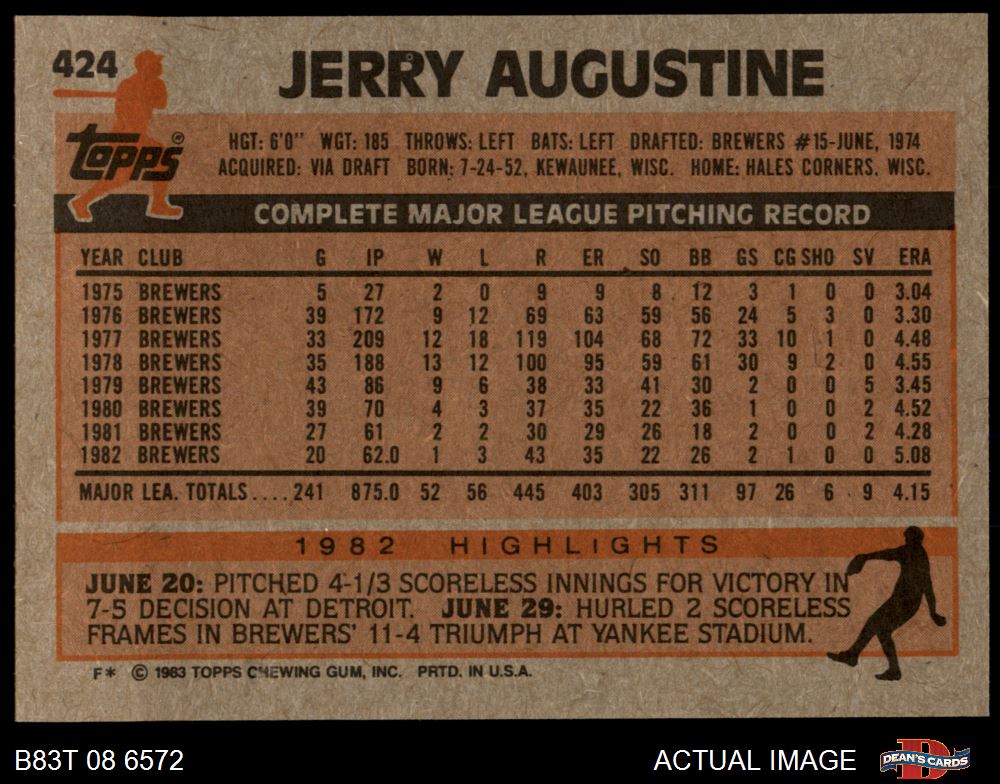 424 JERRY AUGUSTINE
topps®
HGT: 6'0" WGT: 185 THROWS: LEFT BATS: LEFT DRAFTED: BREWERS #15-JUNE, 1974
ACQUIRED: VIA DRAFT BORN: 7-24-52, KEWAUNEE, WISC. HOME: HALES CORNERS, WISC.
COMPLETE MAJOR LEAGUE PITCHING RECORD
YEAR CLUB G IP W L R ER SO BB GS CG SHO SV ERA
1975 BREWERS 5 27 2 0 9 9 8 12 3 1 0 0 3.04
1976 BREWERS 39 172 9 12 69 63 59 56 24 5 3 0 3.30
1977 BREWERS 33 209 12 18 119 104 68 72 33 10 1 0 4.48
1978 BREWERS 35 188 13 12 100 95 59 61 30 9 2 0 4.55
1979 BREWERS 43 86 9 6 38 33 41 30 2 0 0 5 3.45
1980 BREWERS 39 70 4 3 37 35 22 36 1 0 0 2 4.52
1981 BREWERS 27 61 2 2 30 29 26 18 2 0 0 2 4.28
1982 BREWERS 20 62.0 1 3 43 35 22 26 2 1 0 0 5.08
MAJOR LEA. TOTALS....241 875.0 52 56 445 403 305 311 97 26 6 9 4.15
1982 HIGHLIGHTS
JUNE 20: PITCHED 4-1/3 SCORELESS INNINGS FOR VICTORY IN
7-5 DECISION AT DETROIT. JUNE 29: HURLED 2 SCORELESS
FRAMES IN BREWERS' 11-4 TRIUMPH AT YANKEE STADIUM.
F* © 1983 TOPPS CHEWING GUM, INC. PRTD. IN U.S.A.
B83T 08 6572 ACTUAL IMAGE D DEAN'S CARDS